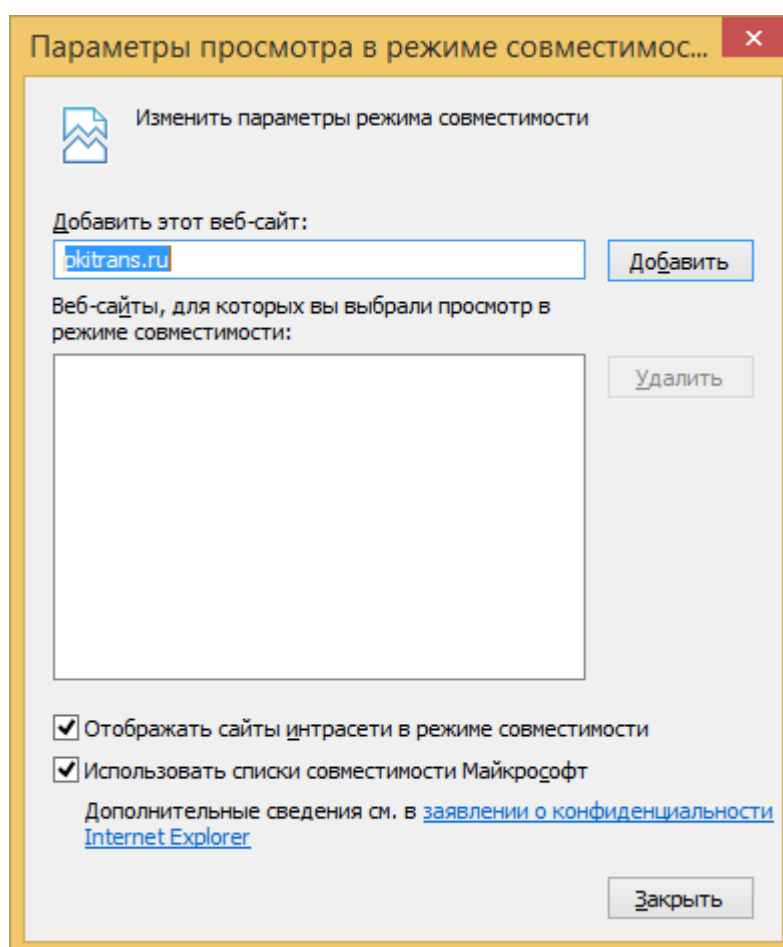 Параметры просмотра в режиме совместимос...
Изменить параметры режима совместимости
Добавить этот веб-сайт:
pkitrans.ru
Добавить
Веб-сайты, для которых вы выбрали просмотр в
режиме совместимости:
Удалить
Отображать сайты интрасети в режиме совместимости
Использовать списки совместимости Майкрософт
Дополнительные сведения см. в заявлении о конфиденциальности
Internet Explorer
Закрыть